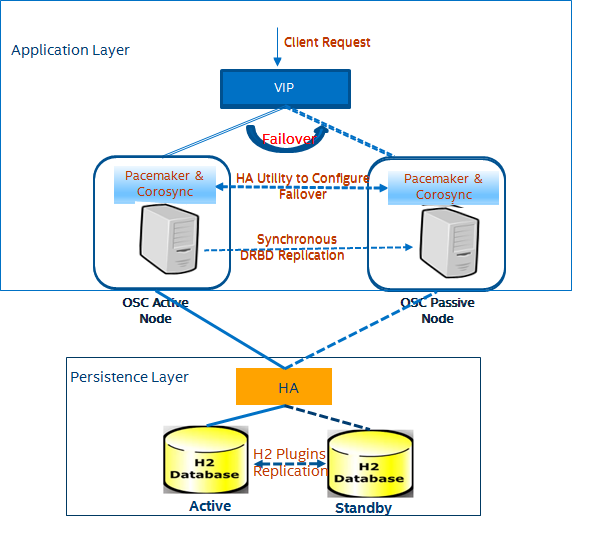 Client Request
Application Layer
VIP
Failover
Pacemaker &
Corosync
HA Utility to Configure
Failover
Pacemaker &
Corosync
Synchronous
DRBD Replication
OSC Active
Node
OSC Passive
Node
Persistence Layer
HA
H2
Database
H2 Plugins
Replication
H2
Database
Active
Standby